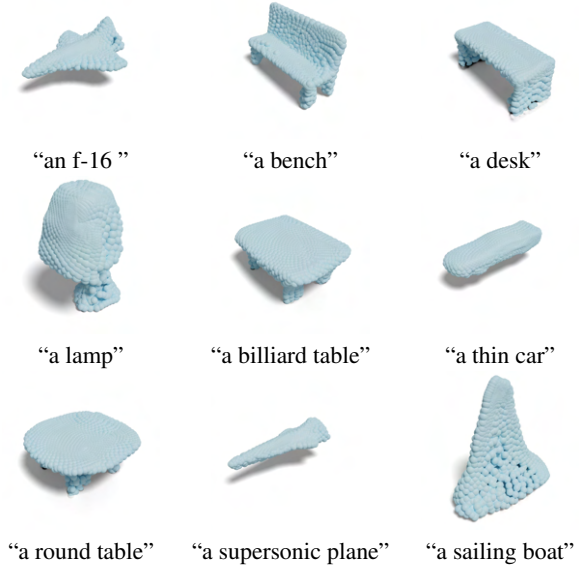 “an f-16 ” “a bench” “a desk”
“a lamp” “a billiard table” “a thin car”
“a round table” “a supersonic plane” “a sailing boat”